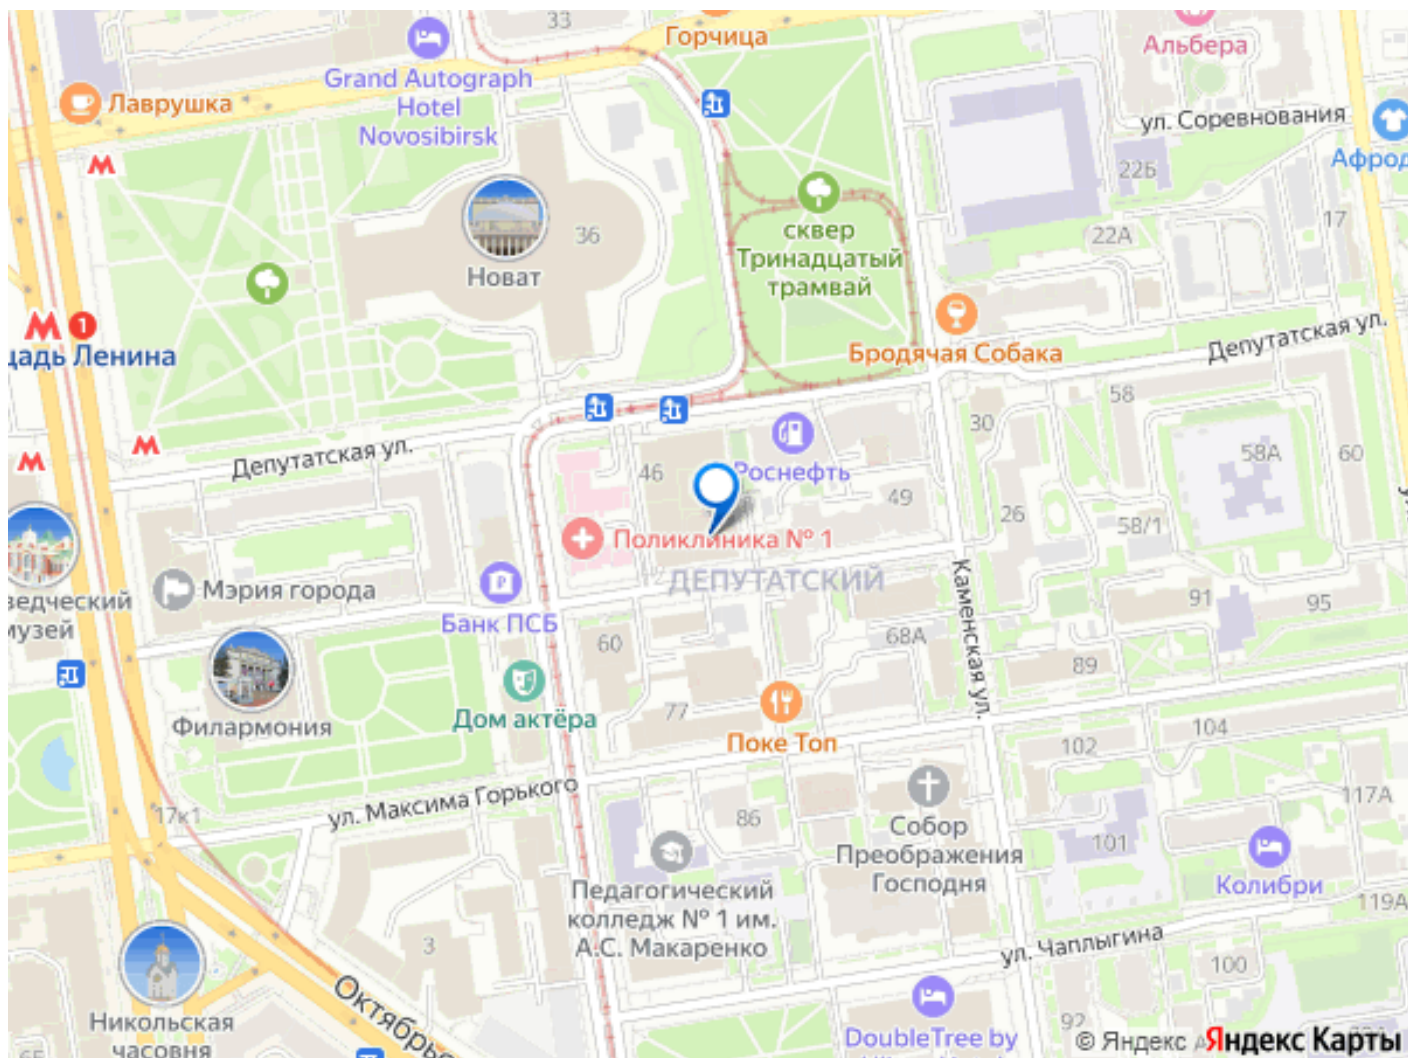 33
Горчица
Альбера
Grand Autograph
Hotel
Novosibirsk
Лаврушка
ул. Соревнования
Афрод
22Б
17
22А
36
Новат
сквер
Тринадцатый
трамвай
1
щадь Ленина
Бродячая Собака
Депутатская ул.
58
30
58А
60
Депутатская ул.
46
Роснефть
49
26
58/1
Поликлиника № 1
ДЕПУТАТСКИЙ
Мэрия города
ведческий
музей
Банк ПСБ
Каменская ул.
91
95
60
68А
89
Филармония
Дом актёра
77
Поке Топ
104
102
17к1
ул. Максима Горького
117А
86
Собор
Преображения
Господня
101
Колибри
Педагогический
колледж № 1 им.
А.С. Макаренко
119А
3
ул. Чаплыгина
100
Октябрьс
Никольская
часовня
65
DoubleTree by
92
© Яндекс
Яндекс Карты